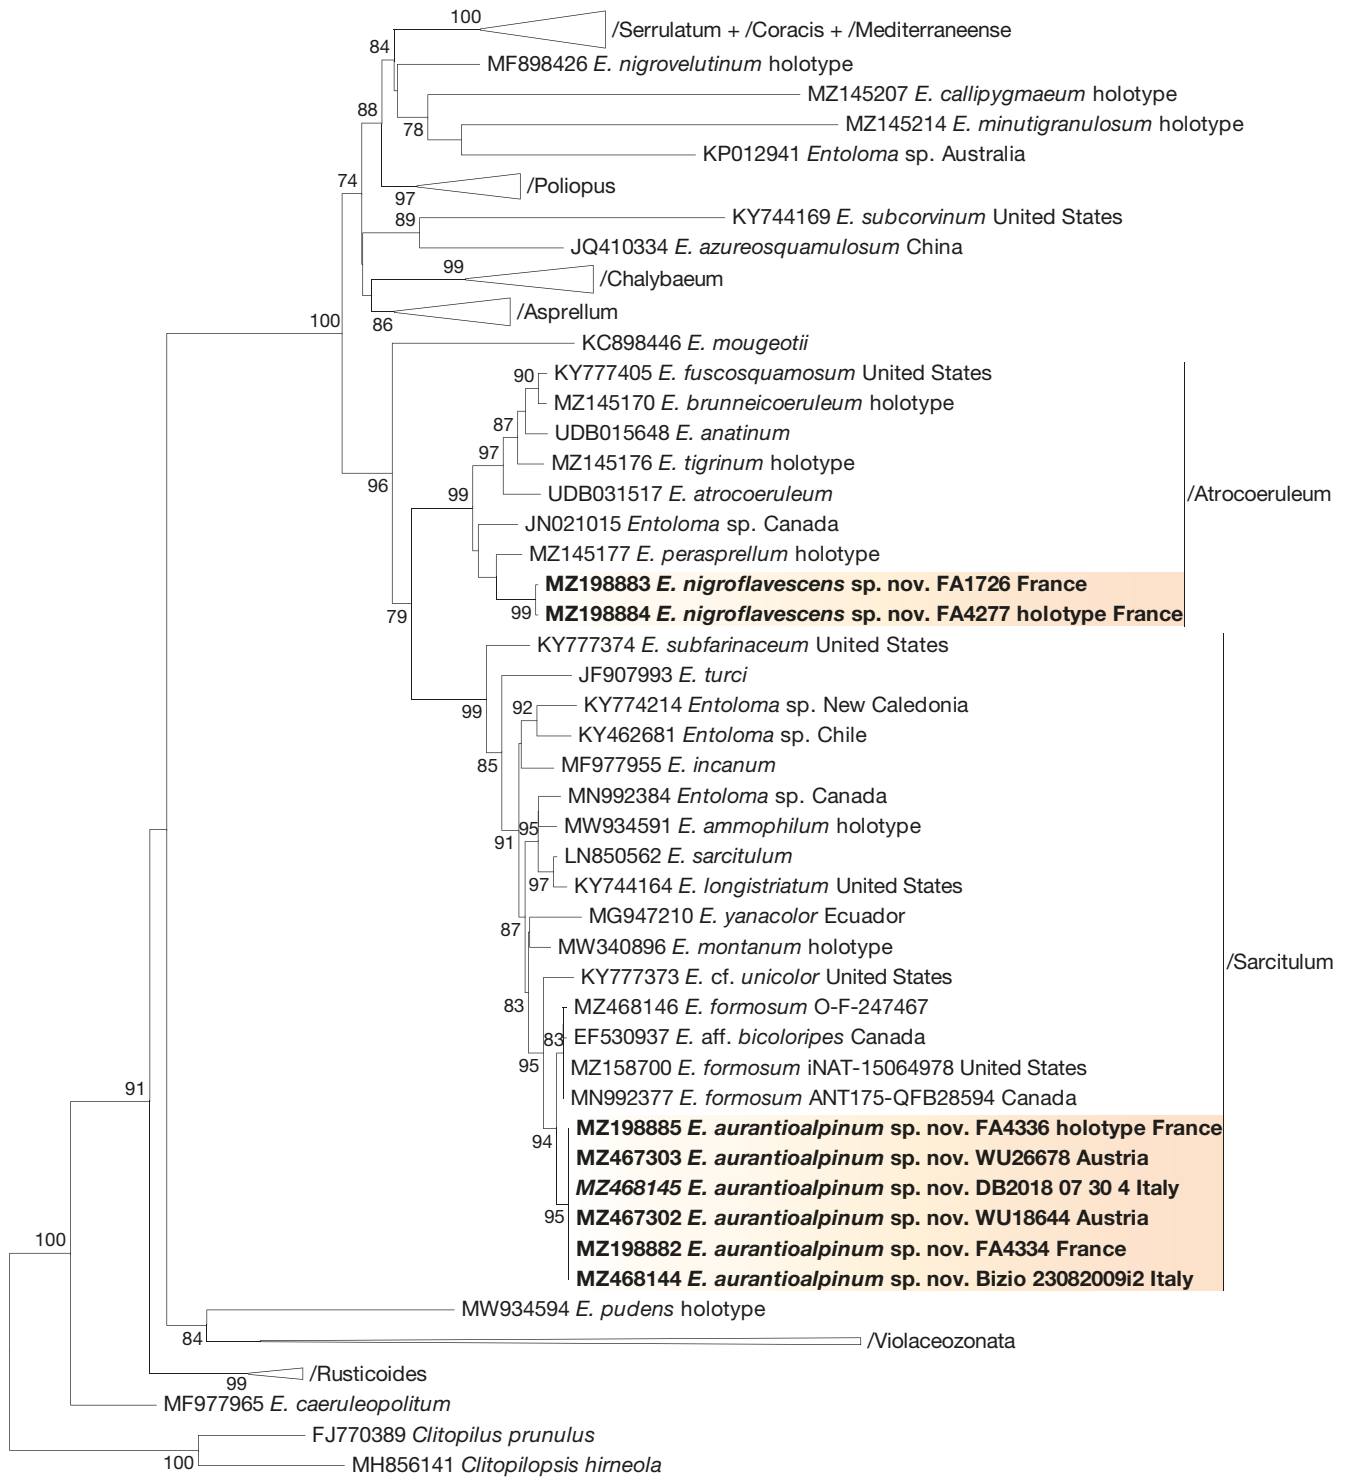 100
/Serrulatum + /Coracis + /Mediterraneense
84
MF898426 E. nigrovelutinum holotype
MZ145207 E. callipygmaeum holotype
88
78
MZ145214 E. minutigranulosum holotype
KP012941 Entoloma sp. Australia
74
97
/Poliopus
89
KY744169 E. subcorvinum United States
JQ410334 E. azureosquamulosum China
99
/Chalybaeum
100
86
/Asprellum
KC898446 E. mougeotii
90
KY777405 E. fuscosquamosum United States
MZ145170 E. brunneicoeruleum holotype
87
UDB015648 E. anatinum
97
MZ145176 E. tigrinum holotype
96
99
UDB031517 E. atrocoeruleum
/Atrocoeruleum
JN021015 Entoloma sp. Canada
MZ145177 E. perasprellum holotype
MZ198883 E. nigroflavescens sp. nov. FA1726 France
79
99
MZ198884 E. nigroflavescens sp. nov. FA4277 holotype France
KY777374 E. subfarinaceum United States
JF907993 E. turci
99
92
KY774214 Entoloma sp. New Caledonia
KY462681 Entoloma sp. Chile
85
MF977955 E. incanum
MN992384 Entoloma sp. Canada
91
95
MW934591 E. ammophilum holotype
LN850562 E. sarcitulum
97
KY744164 E. longistriatum United States
87
MG947210 E. yanacolor Ecuador
MW340896 E. montanum holotype
/Sarcitulum
KY777373 E. cf. unicolor United States
83
MZ468146 E. formosum O-F-247467
83
EF530937 E. aff. bicoloripes Canada
95
MZ158700 E. formosum iNAT-15064978 United States
91
MN992377 E. formosum ANT175-QFB28594 Canada
94
MZ198885 E. aurantioalpinum sp. nov. FA4336 holotype France
MZ467303 E. aurantioalpinum sp. nov. WU26678 Austria
MZ468145 E. aurantioalpinum sp. nov. DB2018 07 30 4 Italy
95
MZ467302 E. aurantioalpinum sp. nov. WU18644 Austria
100
MZ198882 E. aurantioalpinum sp. nov. FA4334 France
MZ468144 E. aurantioalpinum sp. nov. Bizio 23082009i2 Italy
MW934594 E. pudens holotype
84
/Violaceozonata
99
/Rusticoides
MF977965 E. caeruleopolitum
FJ770389 Clitopilus prunulus
100
MH856141 Clitopilopsis hirneola